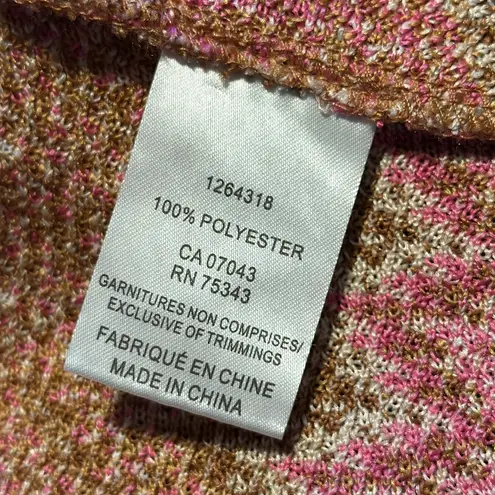 1264318
100% POLYESTER
CA 07043
RN 75343
GARNITURES NON COMPRISES/
EXCLUSIVE OF TRIMMINGS
FABRIQUÉ EN CHINE
MADE IN CHINA